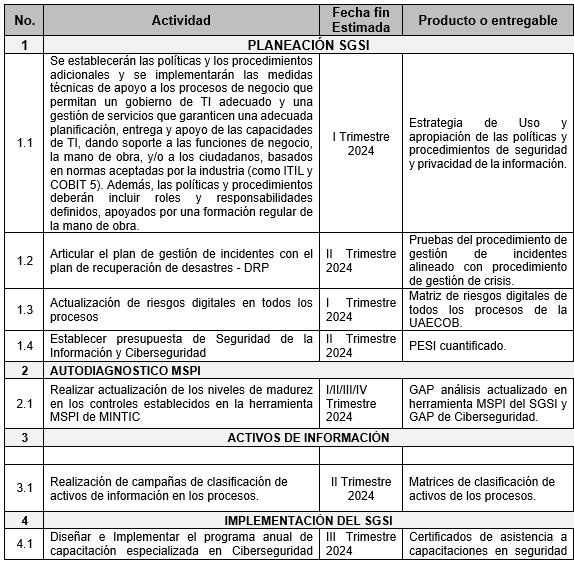 No. Actividad Fecha fin Estimada Producto o entregable
1 PLANEACIÓN SGSI
1.1
Se establecerán las políticas y los procedimientos
adicionales y se implementarán las medidas
técnicas de apoyo a los procesos de negocio que
permitan un gobierno de TI adecuado y una
gestión de servicios que garanticen una adecuada
planificación, entrega y apoyo de las capacidades
de TI, dando soporte a las funciones de negocio,
la mano de obra, y/o a los ciudadanos, basados
en normas aceptadas por la industria (como ITIL y
COBIT 5). Además, las políticas y procedimientos
deberán incluir roles y responsabilidades
definidos, apoyados por una formación regular de
la mano de obra.
I Trimestre
2024
Estrategia de Uso y
apropiación de las políticas y
procedimientos de seguridad
y privacidad de la información.
1.2
Articular el plan de gestión de incidentes con el
plan de recuperación de desastres - DRP
II Trimestre
2024
Pruebas del procedimiento de
gestión de incidentes
alineado con procedimiento
de gestión de crisis.
1.3
Actualización de riesgos digitales en todos los
procesos
I Trimestre
2024
Matriz de riesgos digitales de
todos los procesos de la
UAECOB.
1.4
Establecer presupuesta de Seguridad de la
Información y Ciberseguridad
II Trimestre
2024
PESI cuantificado.
2 AUTODIAGNOSTICO MSPI
2.1
Realizar actualización de los niveles de madurez
en los controles establecidos en la herramienta
MSPI de MINTIC
I/II/III/IV
Trimestre
2024
GAP análisis actualizado en
herramienta MSPI del SGSI y
GAP de Ciberseguridad.
3 ACTIVOS DE INFORMACIÓN
3.1
Realización de campañas de clasificación de
activos de información en los procesos.
II Trimestre
2024
Matrices de clasificación de
activos de los procesos.
4 IMPLEMENTACIÓN DEL SGSI
4.1
Diseñar e Implementar el programa anual de
capacitación especializada en Ciberseguridad
III Trimestre
2024
Certificados de asistencia a
capacitaciones en seguridad